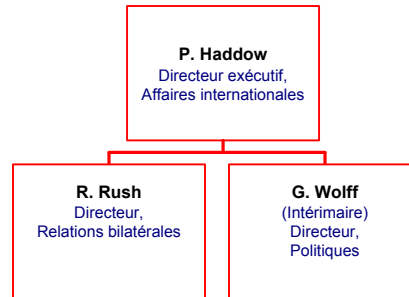 P. Haddow
Directeur exécutif,
Affaires internationales
R. Rush
Directeur,
Relations bilatérales
G. Wolff
(Intérimaire)
Directeur,
Politiques